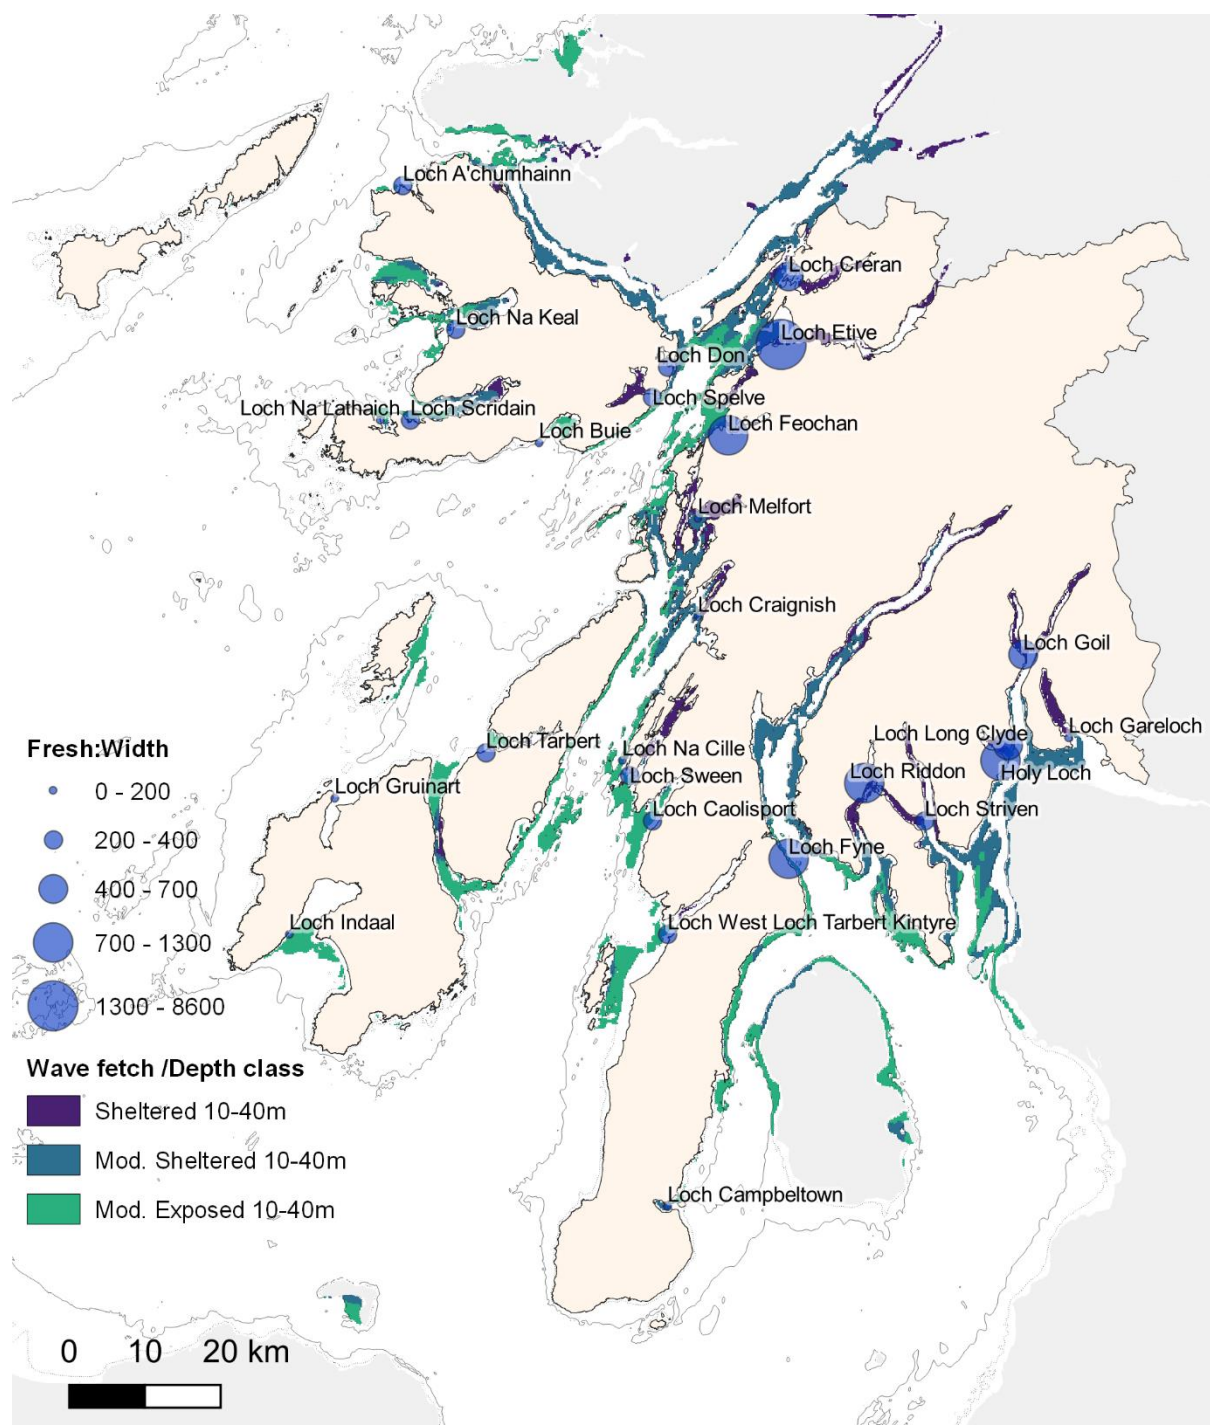 Loch A'chumhainn
Loch Creran
Loch Na Keal
Loch Etive
Loch Don
Loch Spelve
Loch Na Lathaich
Loch Scridain
Loch Buie
Loch Feochan
Loch Melfort
Loch Craignish
Loch Goil
Fresh:Width
0 - 200
200 - 400
400 - 700
700 - 1300
1300 - 8600
Loch Tarbert
Loch Gruinart
Loch Na Cille
Loch Sween
Loch Caolisport
Loch Long Clyde
Loch Gareloch
Loch Riddon
Holy Loch
Loch Striven
Loch Fyne
Loch Indaal
Loch West Loch Tarbert Kintyre
Wave fetch /Depth class
Sheltered 10-40m
Mod. Sheltered 10-40m
Mod. Exposed 10-40m
Loch Campbeltown
0 10 20 km